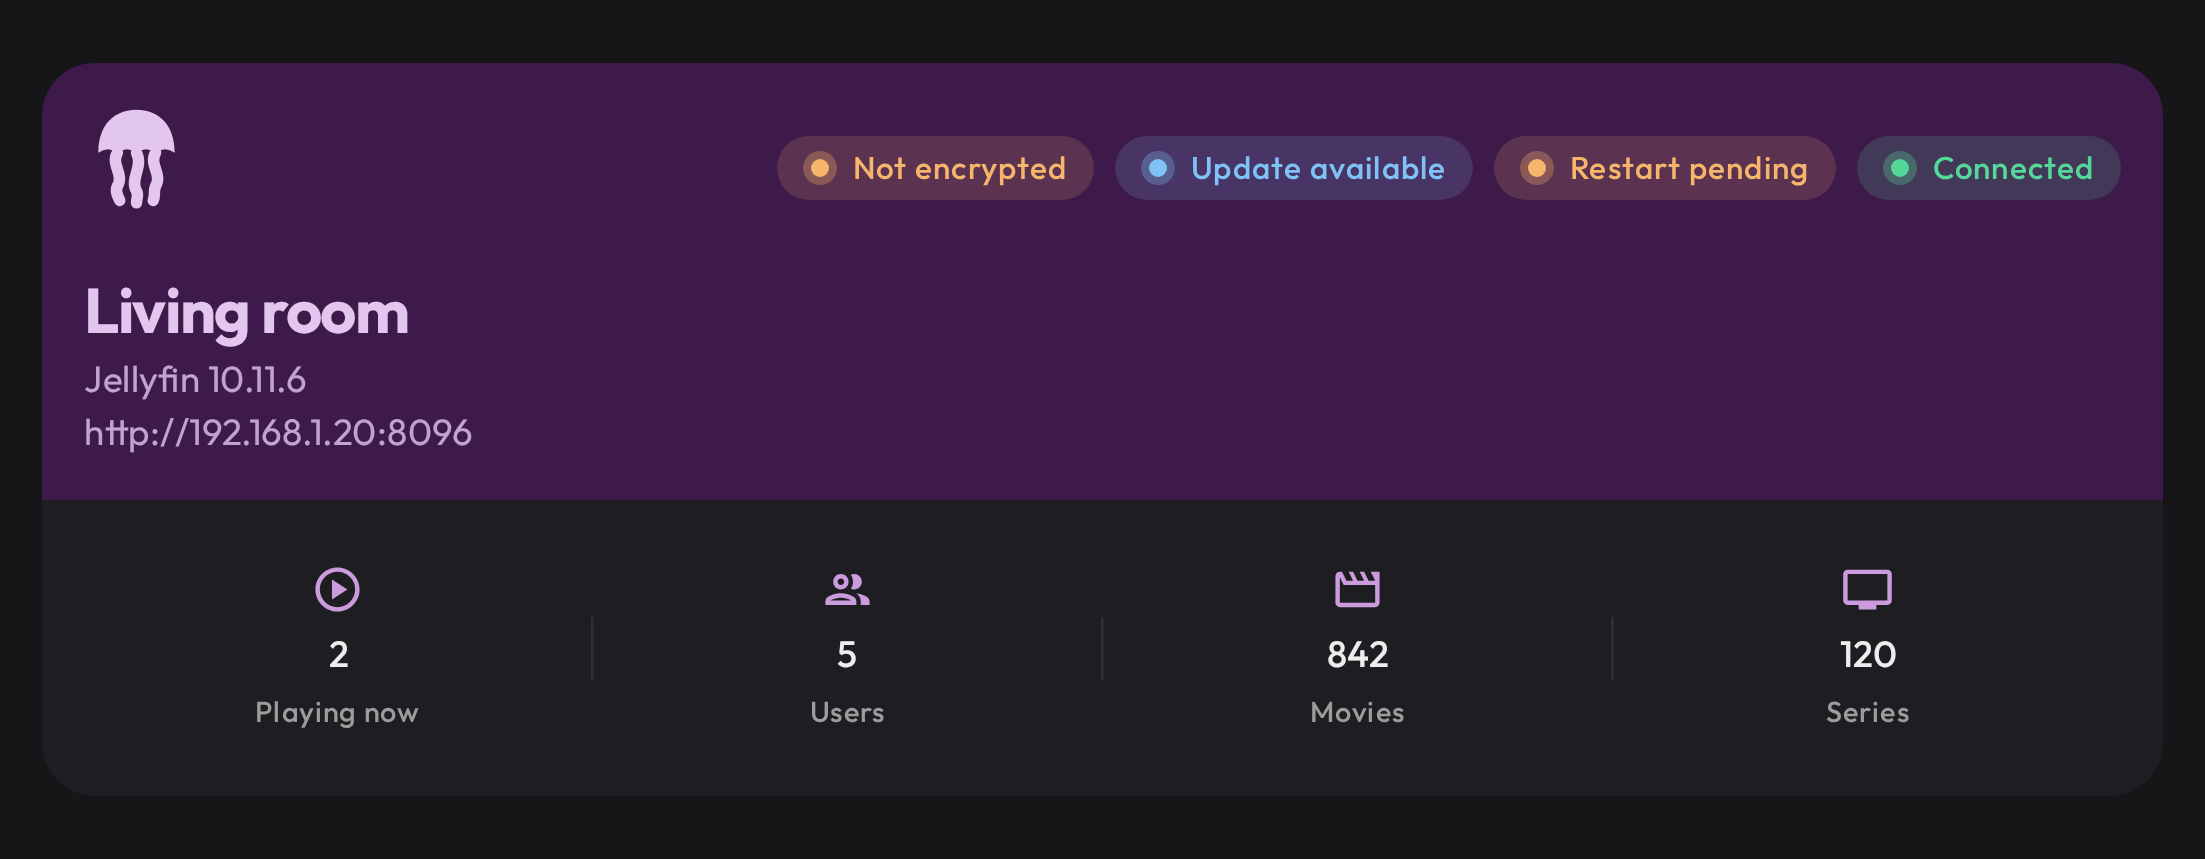 Not encrypted
Update available
Restart pending
Connected
Living room
Jellyfin 10.11.6
http://192.168.1.20:8096
2
Playing now
5
Users
842
Movies
120
Series